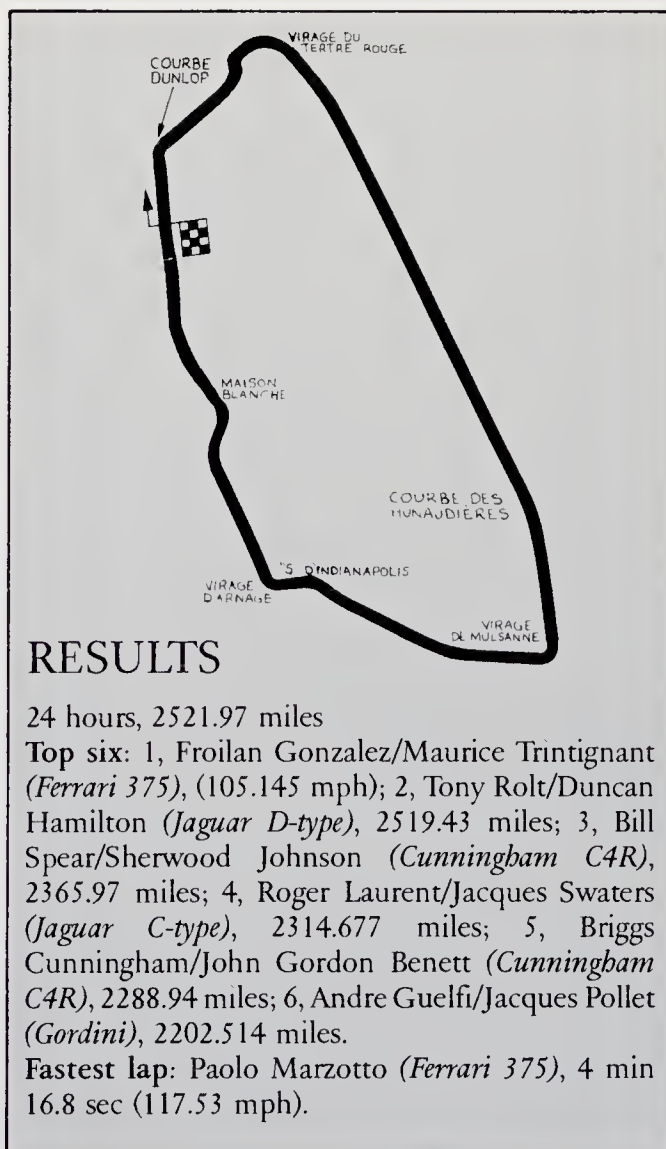 VIRAGE DU
TERTRE ROUGE
COURBE
DUNLOP
MAISON
BLANCHE
COURBE DES
HUNAUDIÈRES
"S D'INDIANAPOLIS
VIRAGE
D'ARNAGE
VIRAGE
DE MULSANNE
RESULTS
24 hours, 2521.97 miles
Top six: 1, Froilan Gonzalez/Maurice Trintignant
(Ferrari 375), (105.145 mph); 2, Tony Rolt/Duncan
Hamilton (Jaguar D-type), 2519.43 miles; 3, Bill
Spear/Sherwood Johnson (Cunningham C4R),
2365.97 miles; 4, Roger Laurent/Jacques Swaters
(Jaguar C-type), 2314.677 miles; 5, Briggs
Cunningham/John Gordon Benett (Cunningham
C4R), 2288.94 miles; 6, Andre Guelfi/Jacques Pollet
(Gordini), 2202.514 miles.
Fastest lap: Paolo Marzotto (Ferrari 375), 4 min
16.8 sec (117.53 mph).